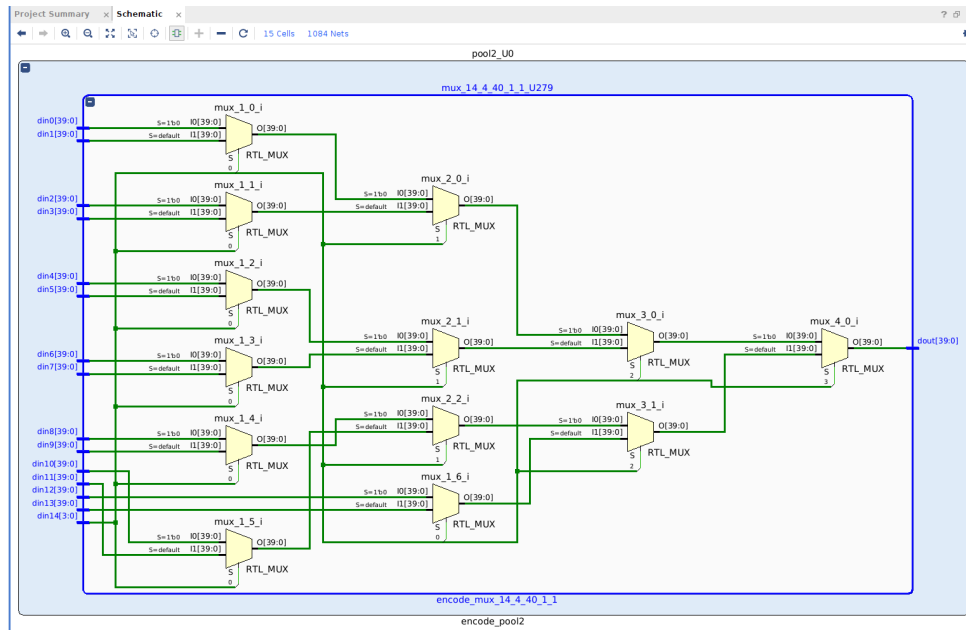 Project Summary × Schematic × ? 
15 Cells 1084 Nets
pool2_U0
mux_14_4_40_1_1_U279
mux_1_0_i
din0[39:0] S=1'b0 I0[39:0] O[39:0]
din1[39:0] S=default I1[39:0]
S RTL_MUX
0
mux_1_1_i
din2[39:0] S=1'b0 I0[39:0] O[39:0]
din3[39:0] S=default I1[39:0]
S RTL_MUX
0
mux_2_0_i
S=1'b0 I0[39:0] O[39:0]
S=default I1[39:0]
S RTL_MUX
1
mux_1_2_i
din4[39:0] S=1'b0 I0[39:0] O[39:0]
din5[39:0] S=default I1[39:0]
S RTL_MUX
0
mux_1_3_i
din6[39:0] S=1'b0 I0[39:0] O[39:0]
din7[39:0] S=default I1[39:0]
S RTL_MUX
0
mux_2_1_i
S=1'b0 I0[39:0] O[39:0]
S=default I1[39:0]
S RTL_MUX
1
mux_3_0_i
S=1'b0 I0[39:0] O[39:0]
S=default I1[39:0]
S RTL_MUX
2
mux_4_0_i
S=1'b0 I0[39:0] O[39:0] dout[39:0]
S=default I1[39:0]
S RTL_MUX
3
mux_1_4_i
din8[39:0] S=1'b0 I0[39:0] O[39:0]
din9[39:0] S=default I1[39:0]
S RTL_MUX
0
mux_2_2_i
S=1'b0 I0[39:0] O[39:0]
S=default I1[39:0]
S RTL_MUX
1
mux_3_1_i
S=1'b0 I0[39:0] O[39:0]
S=default I1[39:0]
S RTL_MUX
2
din10[39:0]
din11[39:0]
din12[39:0]
din13[39:0]
din14[3:0]
mux_1_6_i
S=1'b0 I0[39:0] O[39:0]
S=default I1[39:0]
S RTL_MUX
0
mux_1_5_i
S=1'b0 I0[39:0] O[39:0]
S=default I1[39:0]
S RTL_MUX
0
encode_mux_14_4_40_1_1
encode_pool2